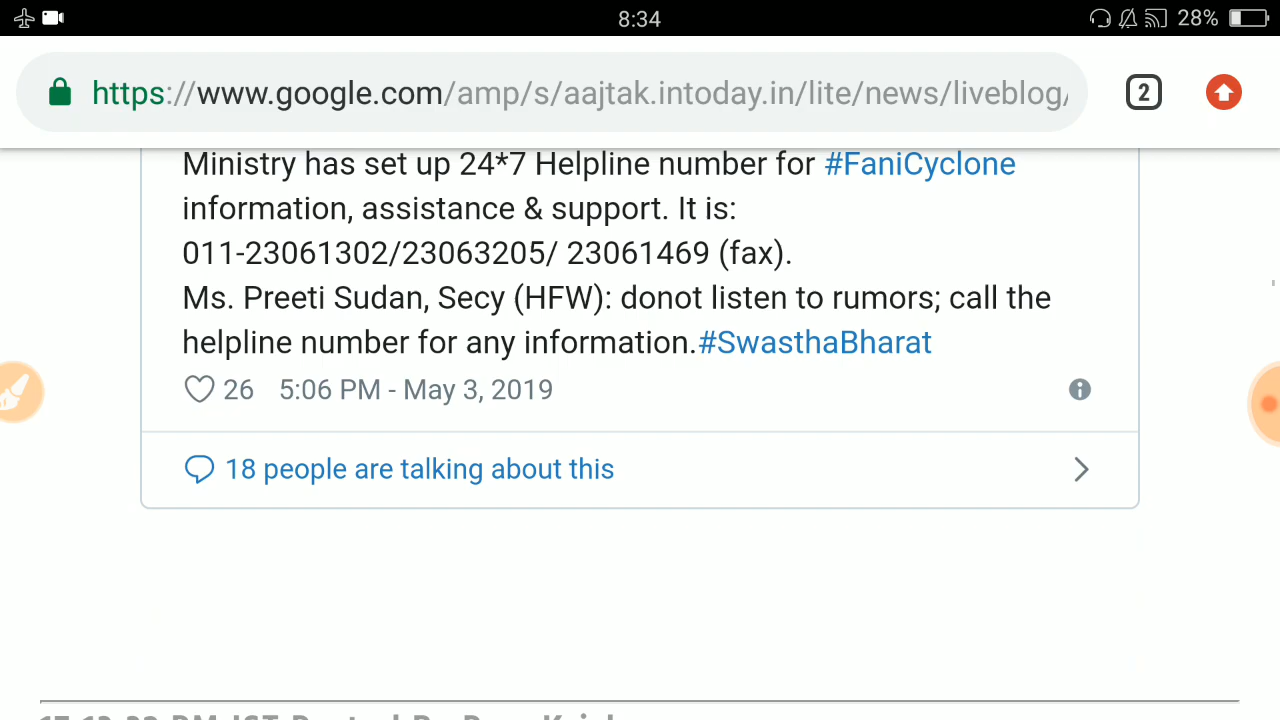 8:34
28%
https://www.google.com/amp/s/aajtak.intoday.in/lite/news/liveblog/
2
Ministry has set up 24*7 Helpline number for #FaniCyclone
information, assistance & support. It is:
011-23061302/23063205/ 23061469 (fax).
Ms. Preeti Sudan, Secy (HFW): donot listen to rumors; call the
helpline number for any information.#SwasthaBharat
26 5:06 PM - May 3, 2019
18 people are talking about this